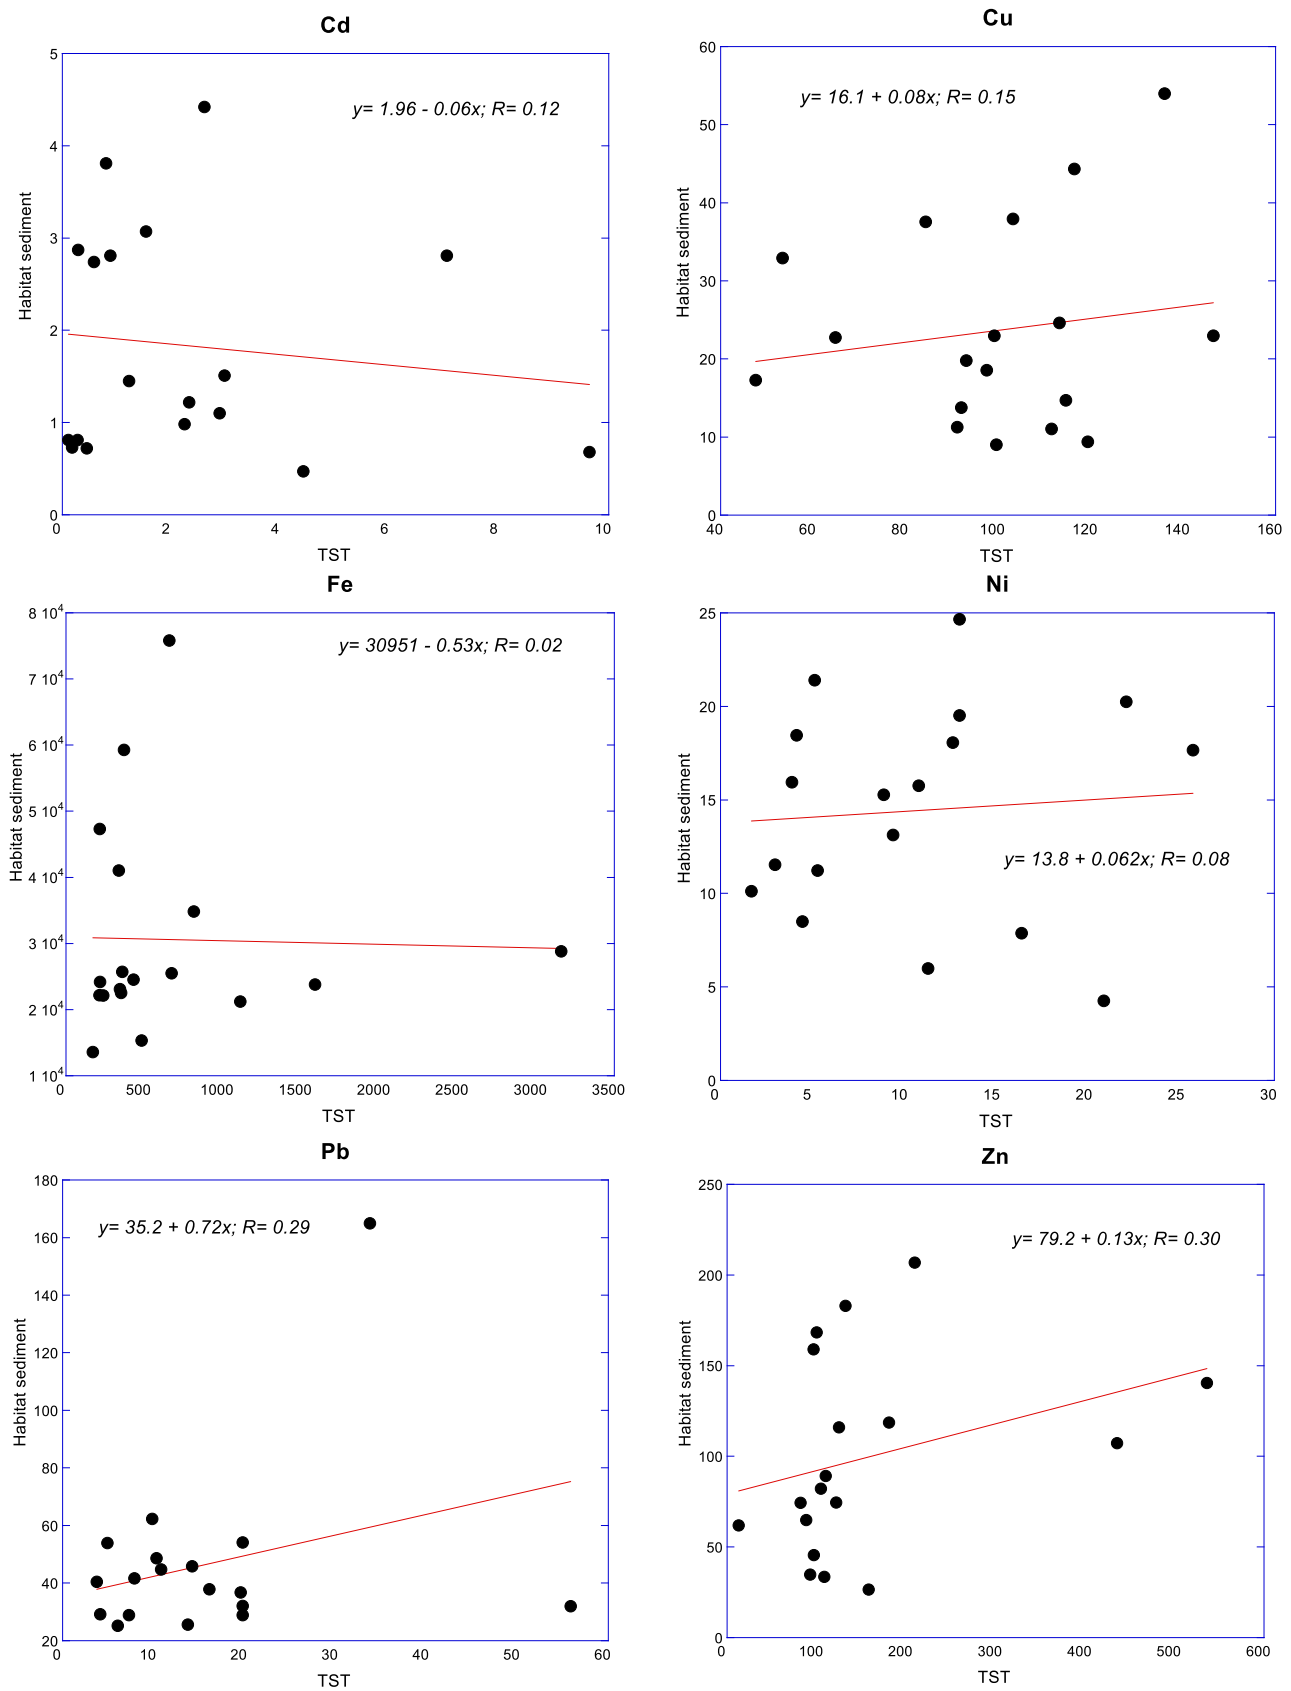 Cd
y= 1.96 - 0.06x; R= 0.12
Habitat sediment
5
4
3
2
1
0
0 2 4 6 8 10
TST
Cu
y= 16.1 + 0.08x; R= 0.15
Habitat sediment
60
50
40
30
20
10
0
40 60 80 100 120 140 160
TST
Fe
y= 30951 - 0.53x; R= 0.02
Habitat sediment
8 10⁴
7 10⁴
6 10⁴
5 10⁴
4 10⁴
3 10⁴
2 10⁴
1 10⁴
0 500 1000 1500 2000 2500 3000 3500
TST
Ni
y= 13.8 + 0.062x; R= 0.08
Habitat sediment
25
20
15
10
5
0
0 5 10 15 20 25 30
TST
Pb
y= 35.2 + 0.72x; R= 0.29
Habitat sediment
180
160
140
120
100
80
60
40
20
0 10 20 30 40 50 60
TST
Zn
y= 79.2 + 0.13x; R= 0.30
Habitat sediment
250
200
150
100
50
0
100 200 300 400 500 600
TST